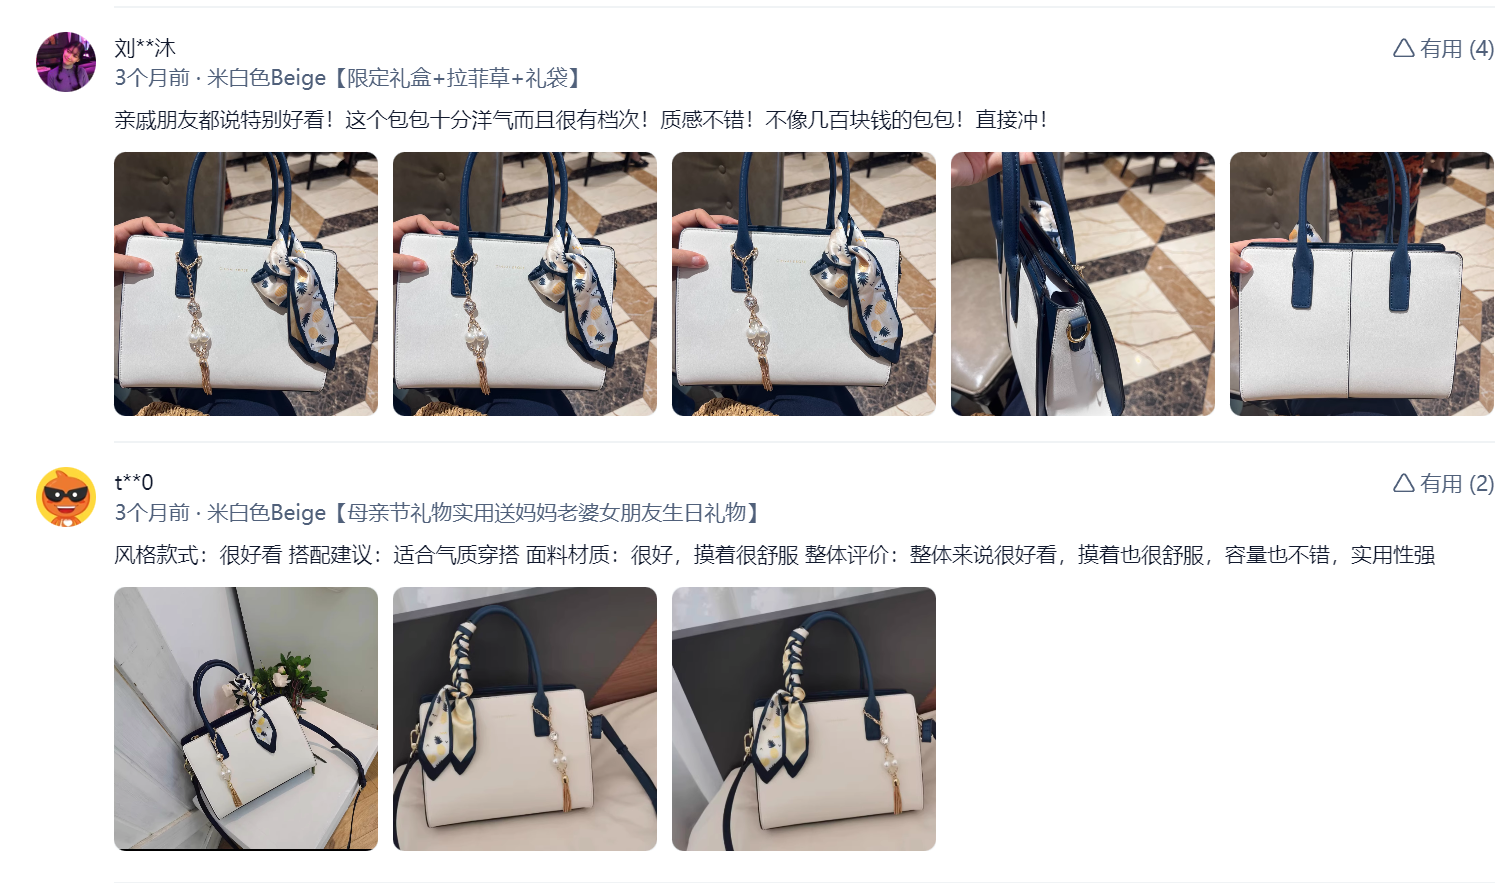 刘**沐
有用 (4)
3个月前 · 米白色Beige【限定礼盒+拉菲草+礼袋】
亲戚朋友都说特别好看！这个包包十分洋气而且很有档次！质感不错！不像几百块钱的包包！直接冲！
t**0
有用 (2)
3个月前 · 米白色Beige【母亲节礼物实用送妈妈老婆女朋友生日礼物】
风格款式：很好看 搭配建议：适合气质穿搭 面料材质：很好，摸着很舒服 整体评价：整体来说很好看，摸着也很舒服，容量也不错，实用性强